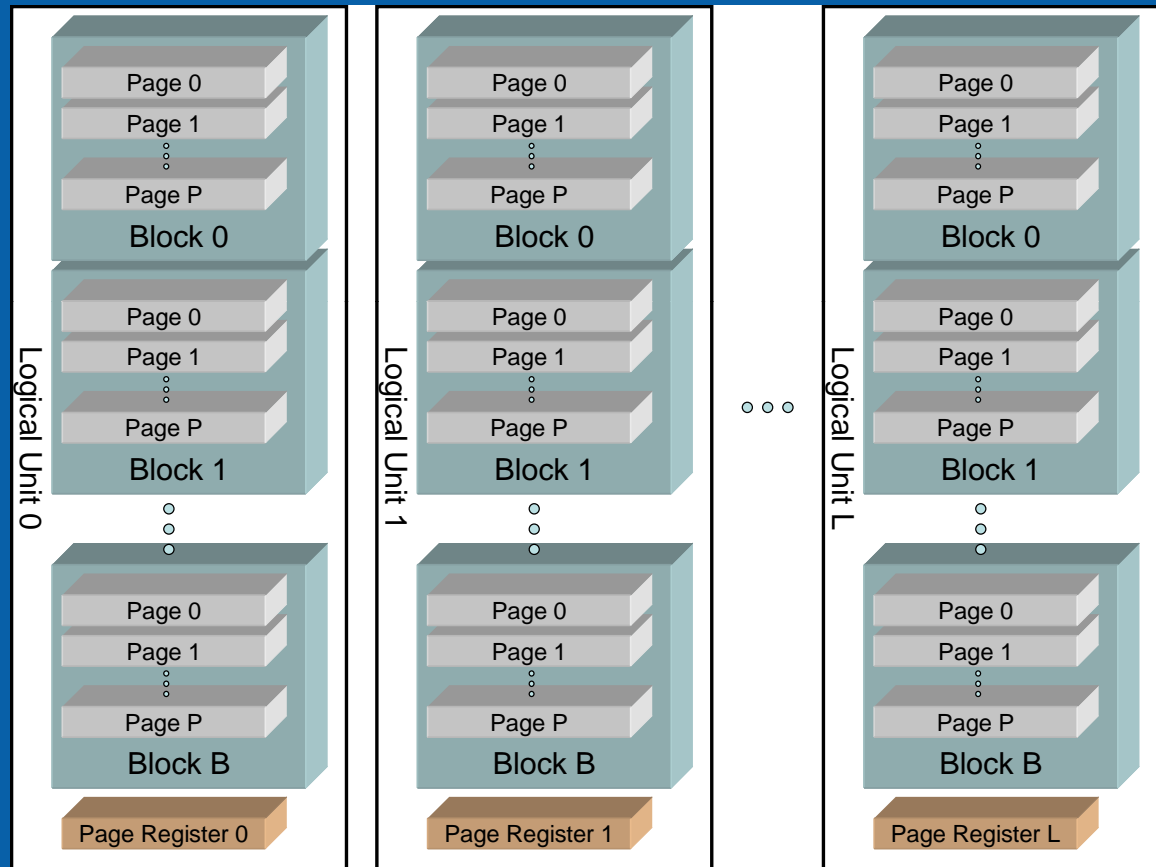 Logical Unit 0
Page 0
Page 1
Page P
Block 0
Page 0
Page 1
Page P
Block 1
Page 0
Page 1
Page P
Block B
Page Register 0
Logical Unit 1
Page 0
Page 1
Page P
Block 0
Page 0
Page 1
Page P
Block 1
Page 0
Page 1
Page P
Block B
Page Register 1
Logical Unit L
Page 0
Page 1
Page P
Block 0
Page 0
Page 1
Page P
Block 1
Page 0
Page 1
Page P
Block B
Page Register L